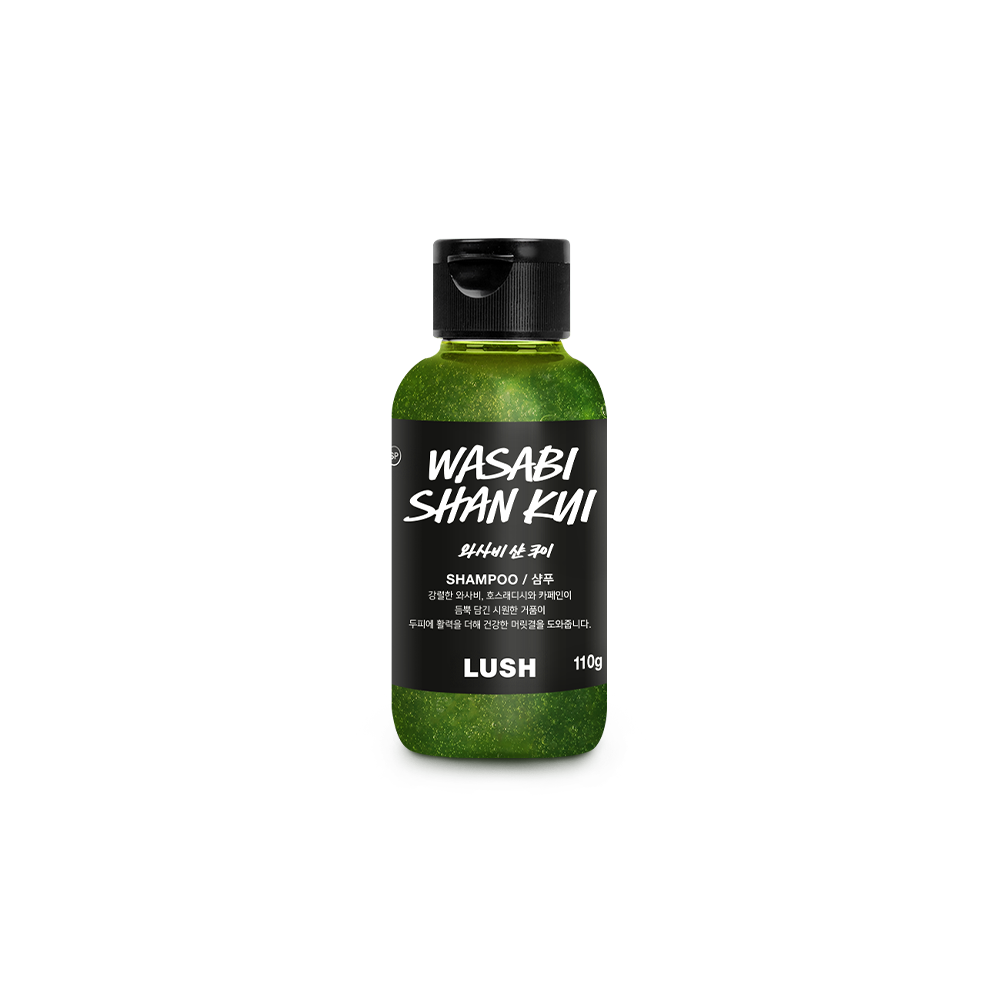 WASABI
SHAN KUI
와사비 샨 쿠이
SHAMPOO / 샴푸
강렬한 와사비, 호스래디시와 카페인이
듬뿍 담긴 시원한 거품이
두피에 활력을 더해 건강한 머릿결을 도와줍니다.
LUSH
110g